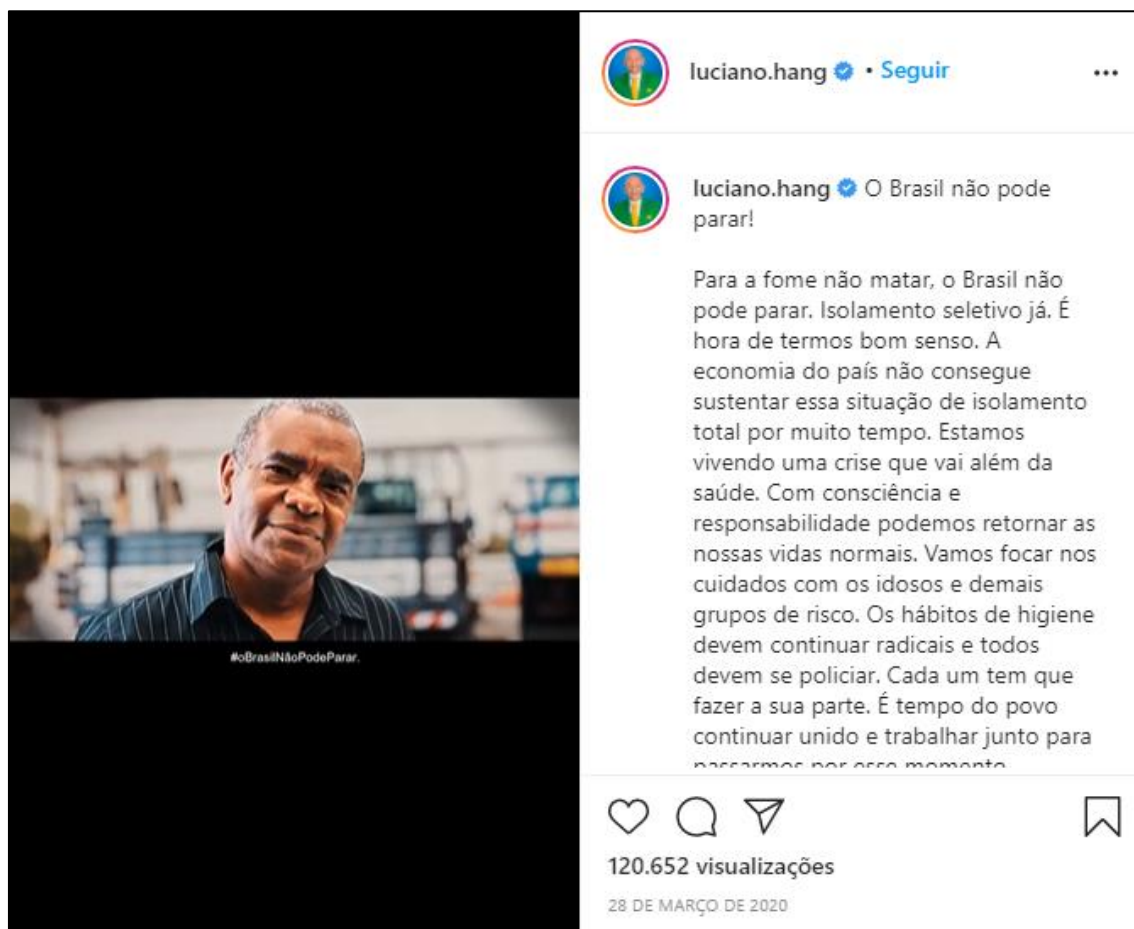 luciano.hang • Seguir
luciano.hang O Brasil não pode
parar!
Para a fome não matar, o Brasil não
pode parar. Isolamento seletivo já. É
hora de termos bom senso. A
economia do país não consegue
sustentar essa situação de isolamento
total por muito tempo. Estamos
vivendo uma crise que vai além da
saúde. Com consciência e
responsabilidade podemos retornar as
nossas vidas normais. Vamos focar nos
cuidados com os idosos e demais
grupos de risco. Os hábitos de higiene
devem continuar radicais e todos
devem se policiar. Cada um tem que
fazer a sua parte. É tempo do povo
continuar unido e trabalhar junto para
passarmos por esse momento
#oBrasilNãoPodeParar.
120.652 visualizações
28 DE MARÇO DE 2020